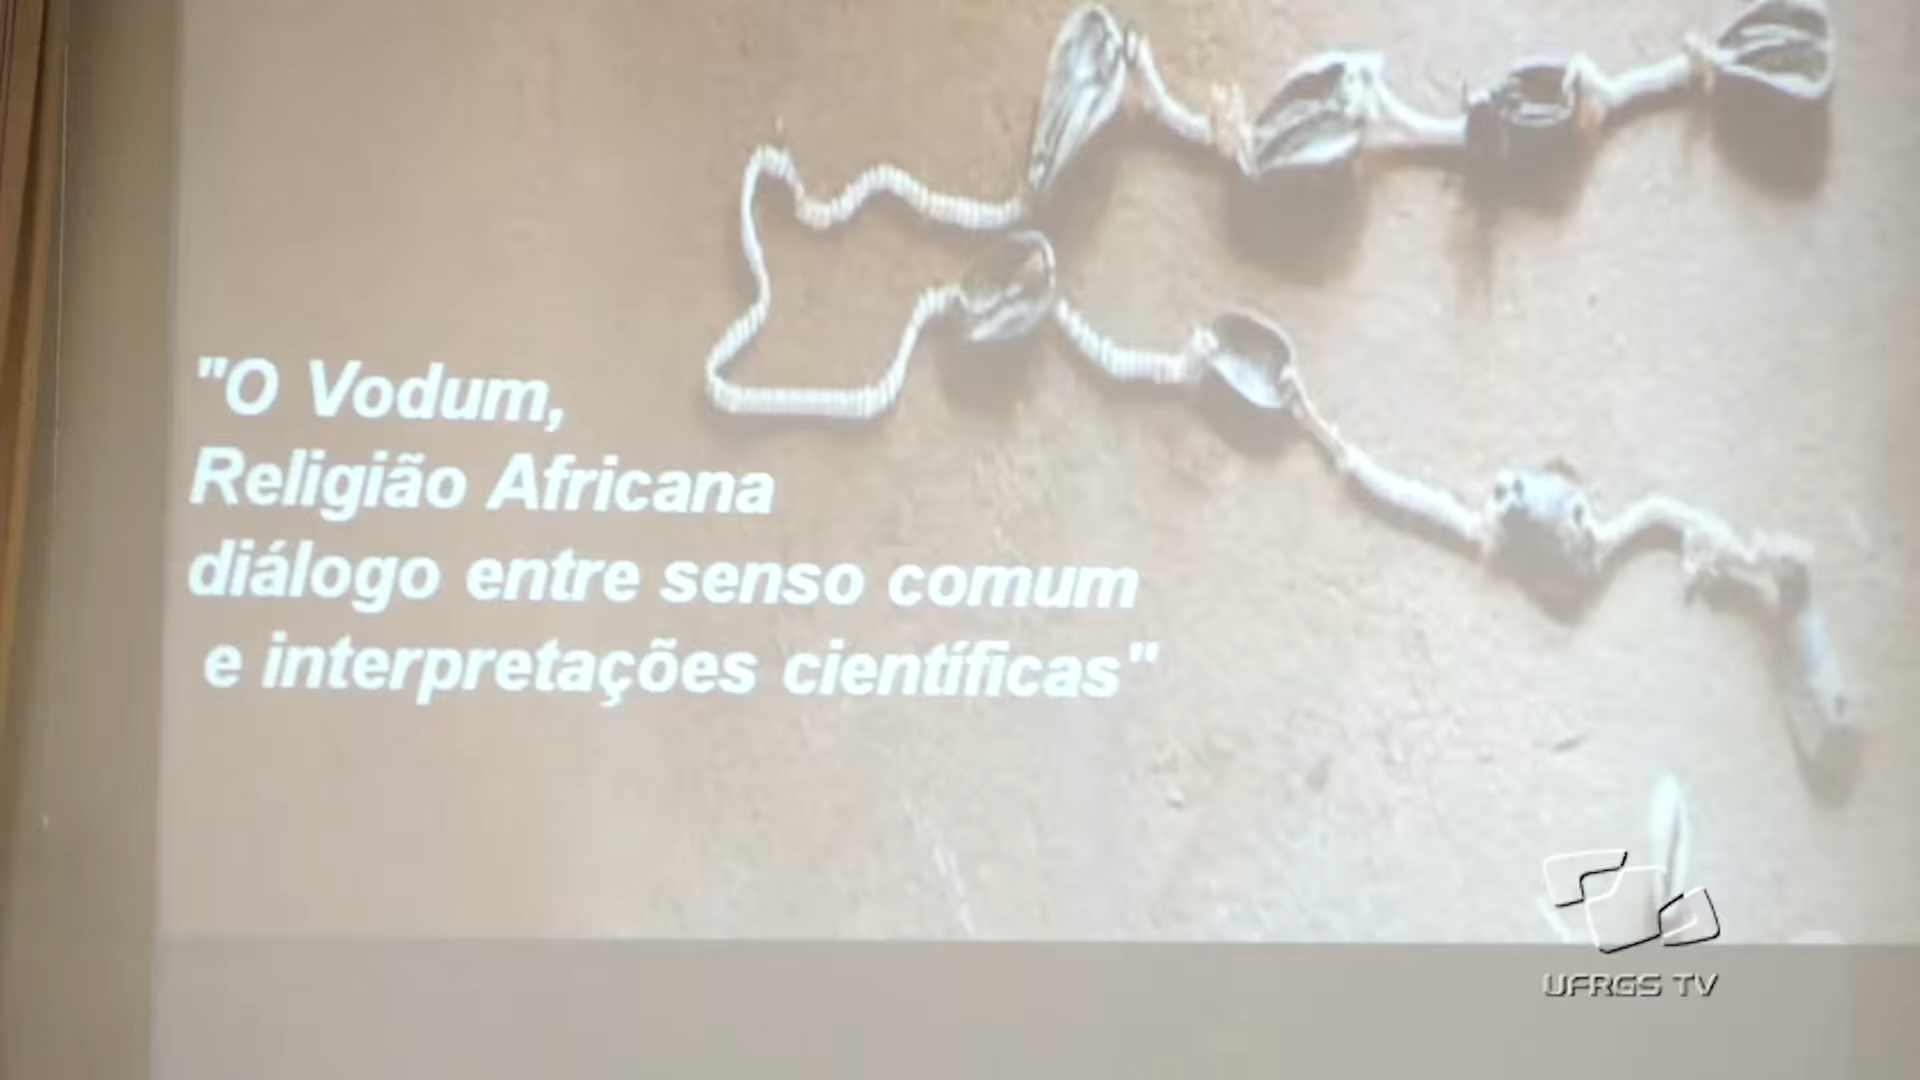 "O Vodum,
Religião Africana
diálogo entre senso comum
e interpretações científicas"
UFRGS TV